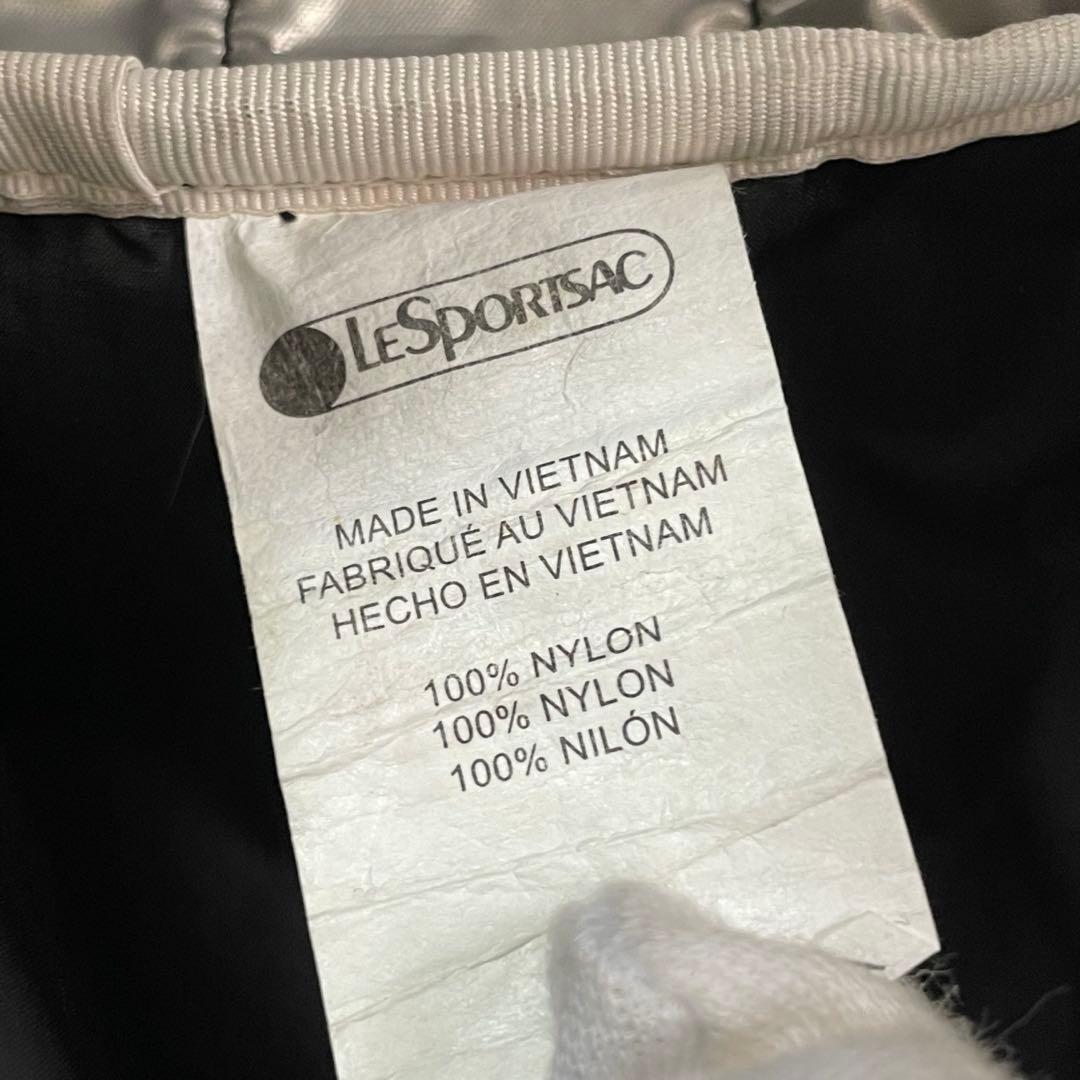 LESPORTSAC
MADE IN VIETNAM
FABRIQUÉ AU VIETNAM
HECHO EN VIETNAM
100% NYLON
100% NYLON
100% NILÓN